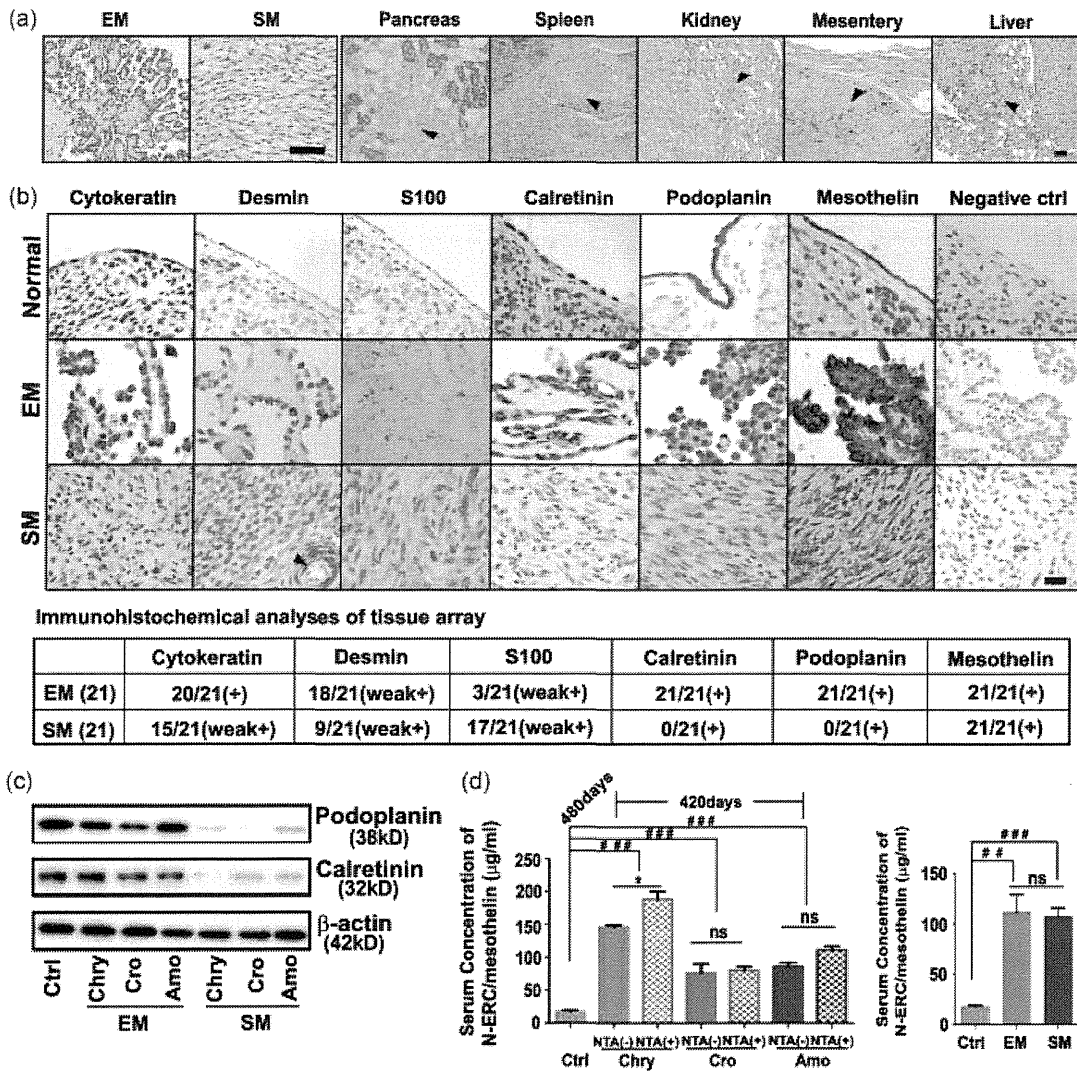 (a)
EM SM Pancreas Spleen Kidney Mesentery Liver
(b)
Cytokeratin Desmin S100 Calretinin Podoplanin Mesothelin Negative ctrl
Normal
EM
SM
Immunohistochemical analyses of tissue array
Cytokeratin Desmin S100 Calretinin Podoplanin Mesothelin
EM (21) 20/21(+) 18/21(weak+) 3/21(weak+) 21/21(+) 21/21(+) 21/21(+)
SM (21) 15/21(weak+) 9/21(weak+) 17/21(weak+) 0/21(+) 0/21(+) 21/21(+)
(c)
Podoplanin
(38kD)
Calretinin
(32kD)
β-actin
(42kD)
Ctrl Chry Cro Amo Chry Cro Amo
EM SM
(d)
480days
420days
###
###
# ##
* ns ns
Serum Concentration of
N-ERC/mesothelin (μg/ml)
250
200
150
100
50
0
NTA(-) NTA(+) NTA(-) NTA(+) NTA(-) NTA(+)
Ctrl Chry Cro Amo
###
# #
ns
Serum Concentration of
N-ERC/mesothelin (μg/ml)
150
100
50
0
Ctrl EM SM